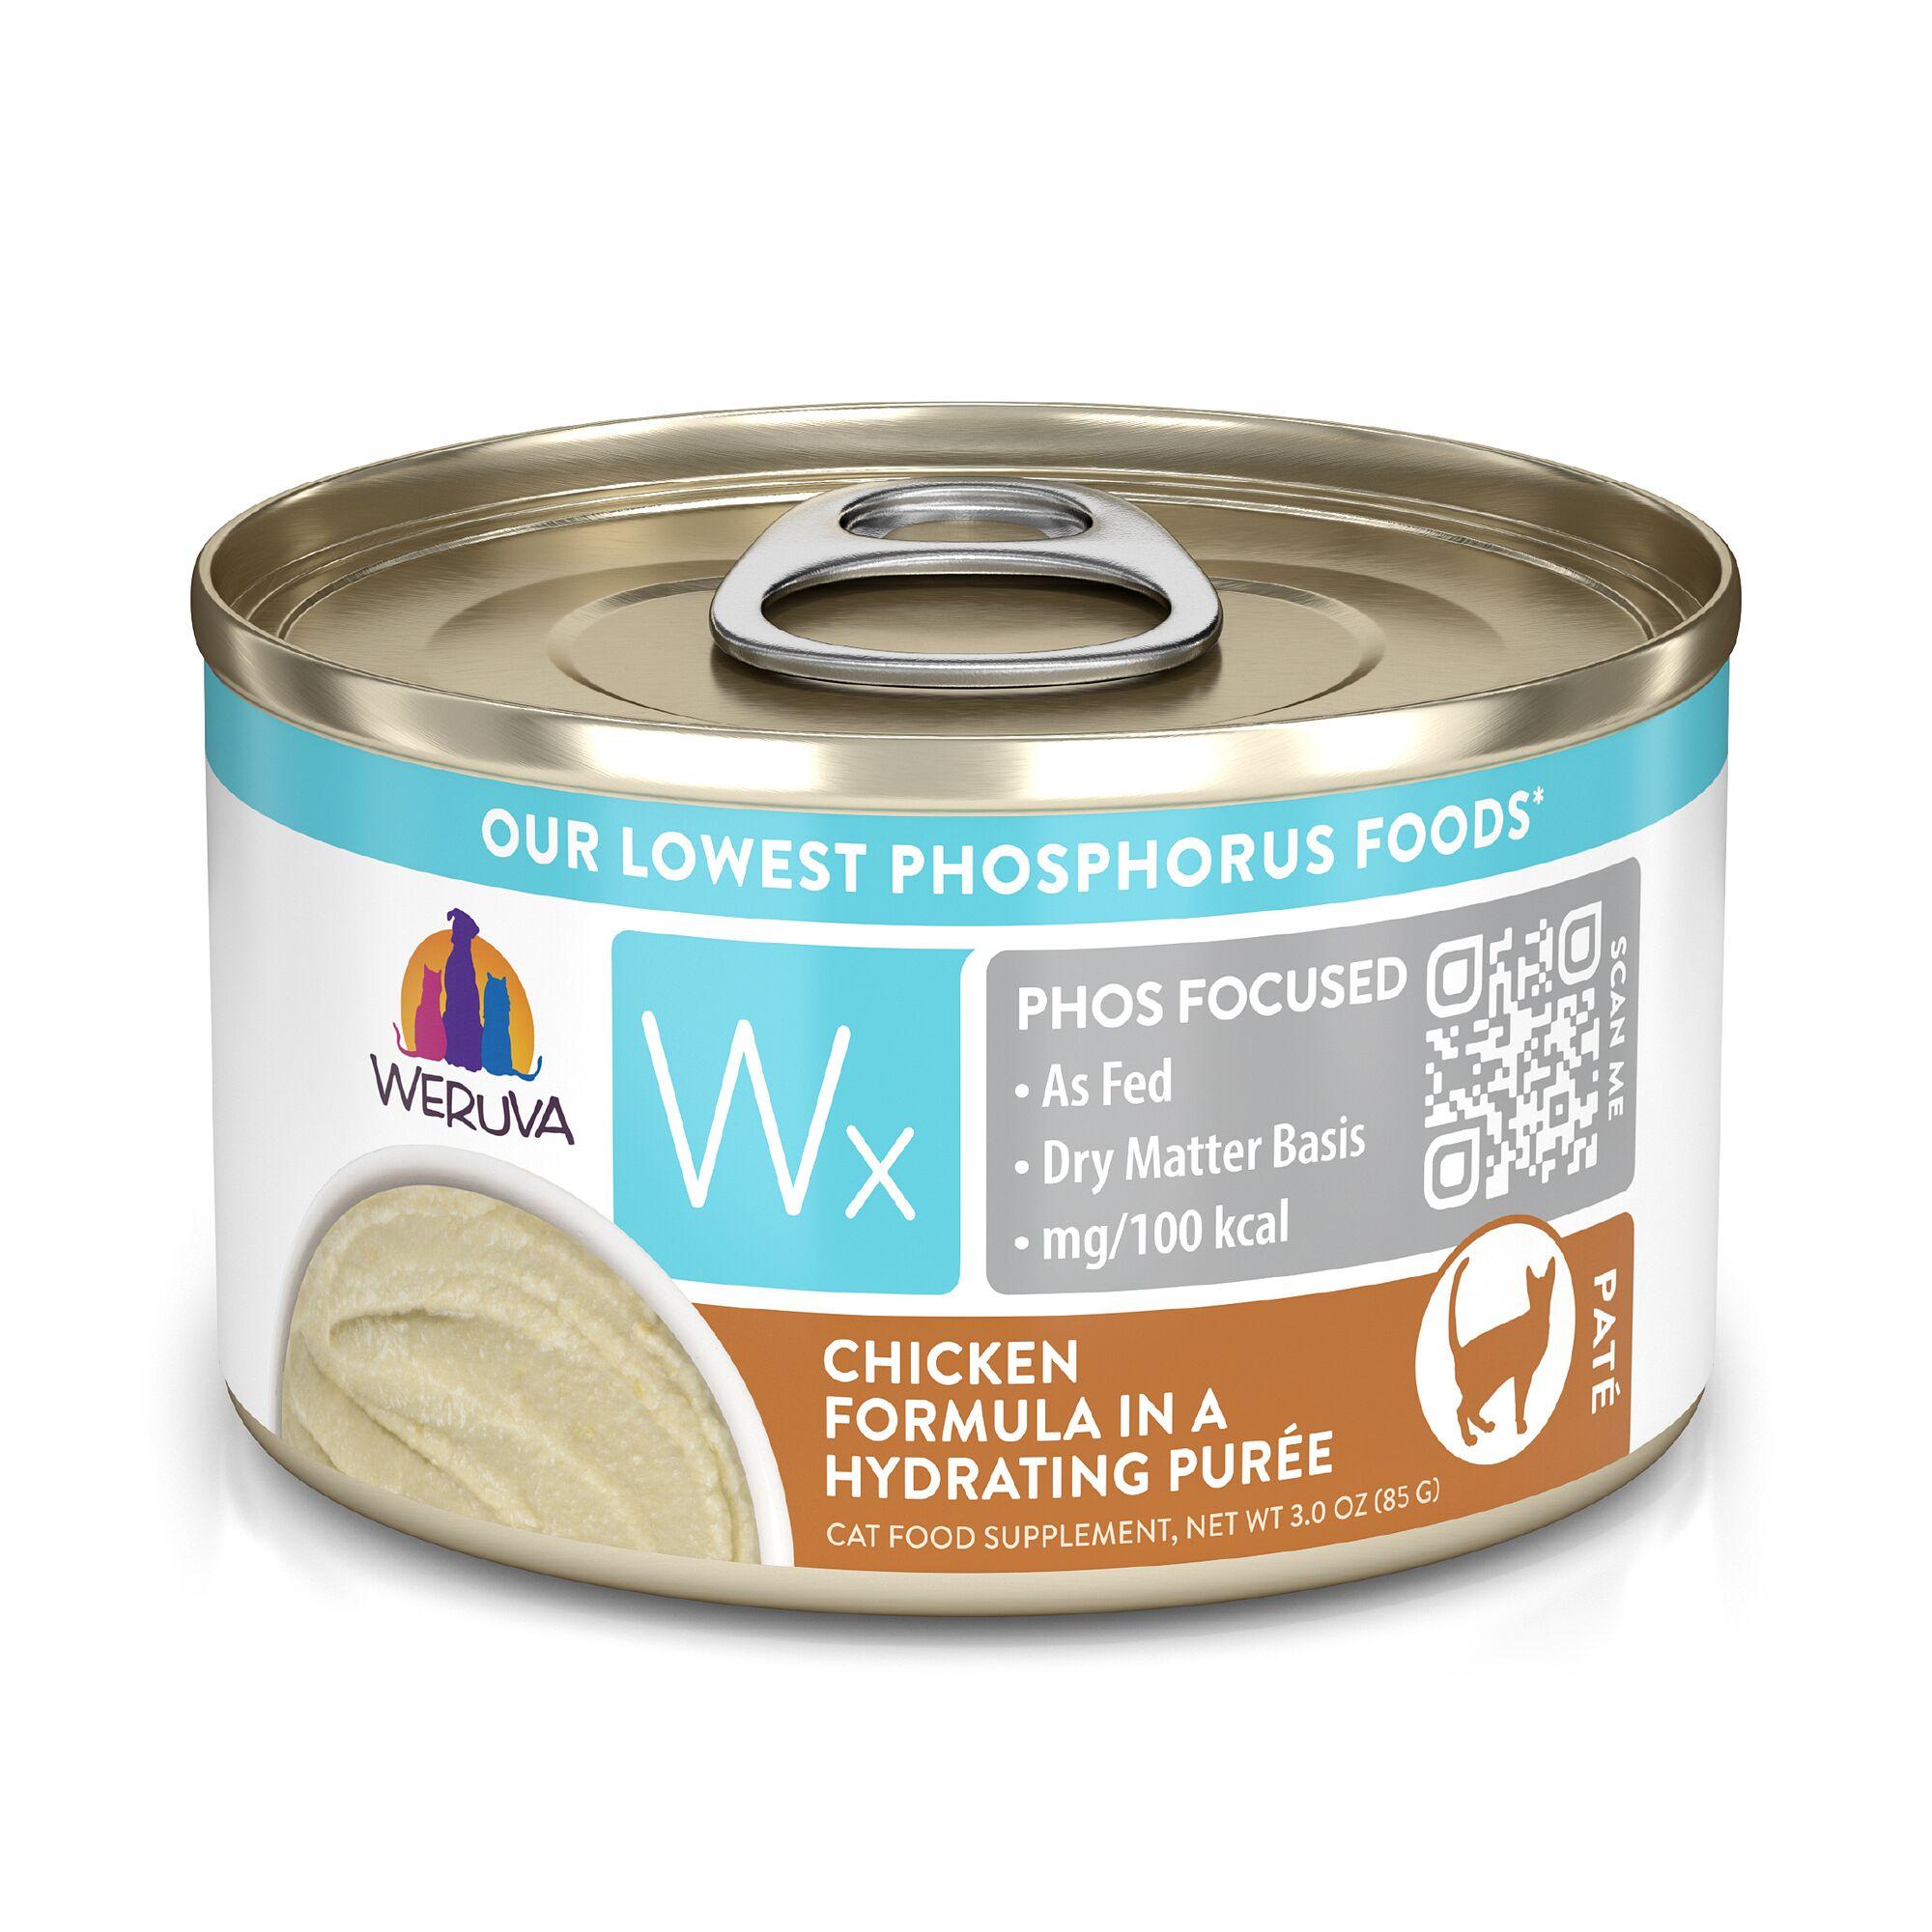 OUR LOWEST PHOSPHORUS FOODS*
WERUVA
Wx
PHOS FOCUSED
• As Fed
• Dry Matter Basis
• mg/100 kcal
SCAN ME
CHICKEN
FORMULA IN A
HYDRATING PURÉE
CAT FOOD SUPPLEMENT, NET WT 3.0 OZ (85 G)
PATÉ